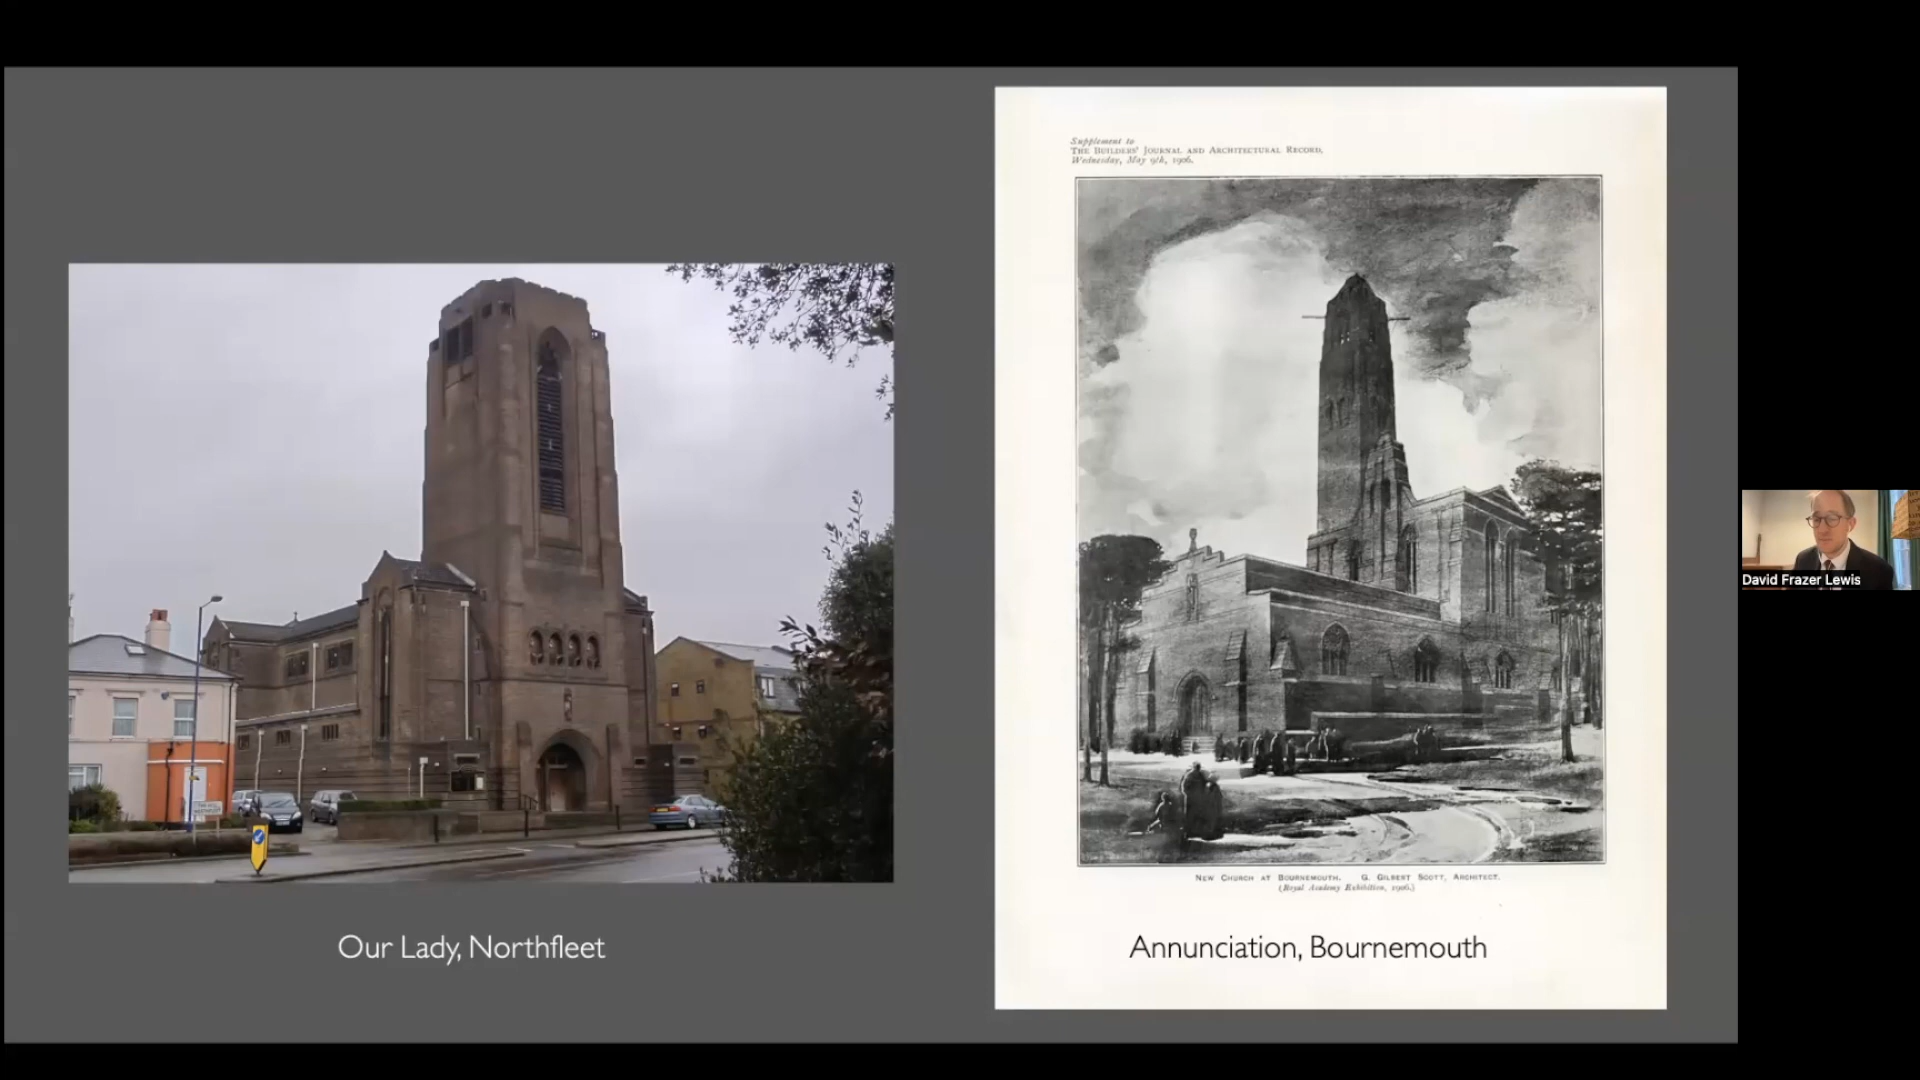 Supplement to
THE BUILDERS' JOURNAL AND ARCHITECTURAL RECORD,
Wednesday, May 9th, 1906.
NEW CHURCH AT BOURNEMOUTH. G. GILBERT SCOTT, ARCHITECT.
(Royal Academy Exhibition, 1906.)
Our Lady, Northfleet
Annunciation, Bournemouth
David Frazer Lewis